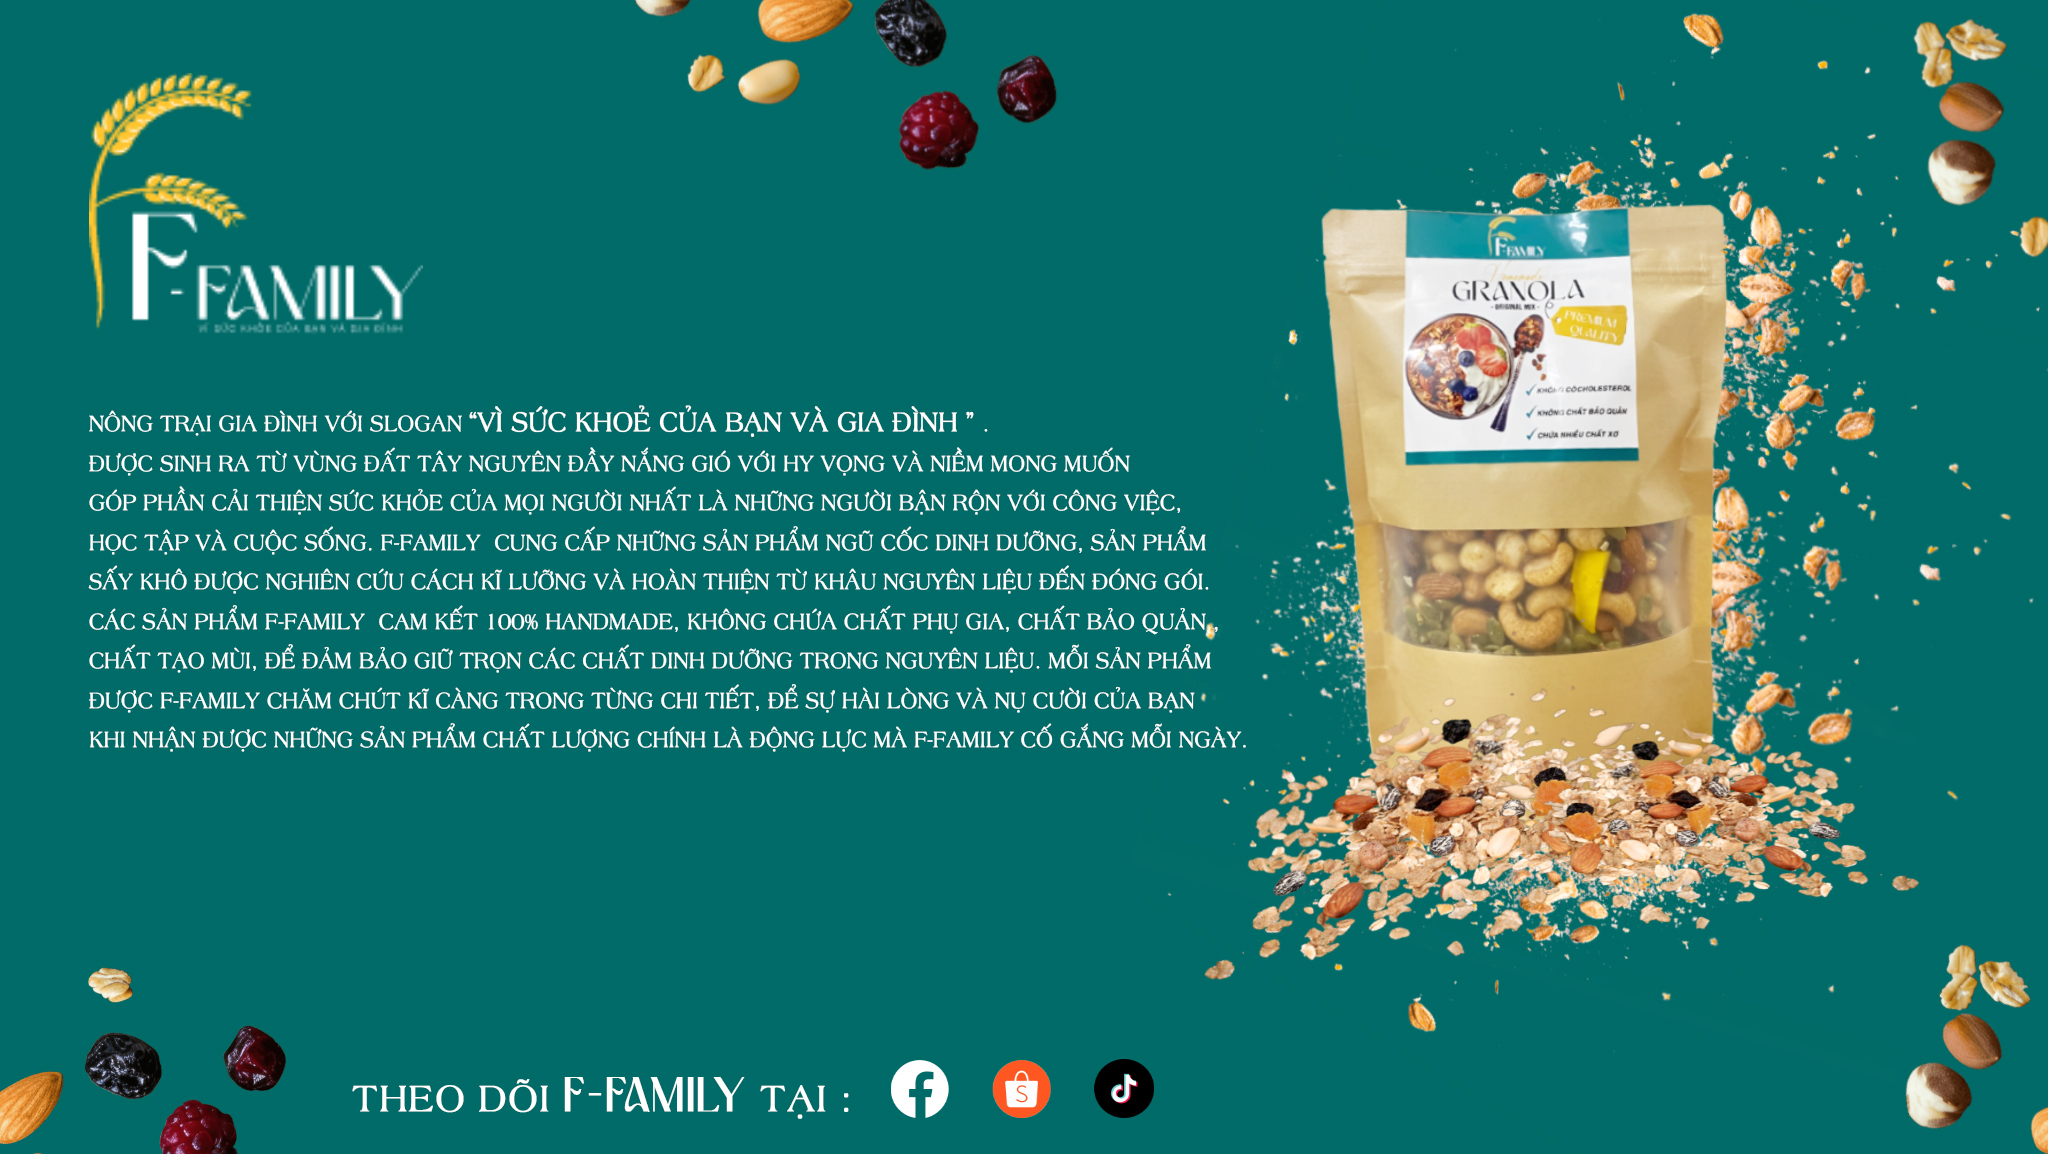 F-FAMILY
VÌ SỨC KHỎE CỦA BẠN VÀ GIA ĐÌNH
NÔNG TRẠI GIA ĐÌNH VỚI SLOGAN “VÌ SỨC KHOẺ CỦA BẠN VÀ GIA ĐÌNH ” .
ĐƯỢC SINH RA TỪ VÙNG ĐẤT TÂY NGUYÊN ĐẦY NẮNG GIÓ VỚI HY VỌNG VÀ NIỀM MONG MUỐN
GÓP PHẦN CẢI THIỆN SỨC KHỎE CỦA MỌI NGƯỜI NHẤT LÀ NHỮNG NGƯỜI BẬN RỘN VỚI CÔNG VIỆC,
HỌC TẬP VÀ CUỘC SỐNG. F-FAMILY CUNG CẤP NHỮNG SẢN PHẨM NGŨ CỐC DINH DƯỠNG, SẢN PHẨM
SẤY KHÔ ĐƯỢC NGHIÊN CỨU CÁCH KĨ LƯỠNG VÀ HOÀN THIỆN TỪ KHÂU NGUYÊN LIỆU ĐẾN ĐÓNG GÓI.
CÁC SẢN PHẨM F-FAMILY CAM KẾT 100% HANDMADE, KHÔNG CHỨA CHẤT PHỤ GIA, CHẤT BẢO QUẢN,
CHẤT TẠO MÙI, ĐỂ ĐẢM BẢO GIỮ TRỌN CÁC CHẤT DINH DƯỠNG TRONG NGUYÊN LIỆU. MỖI SẢN PHẨM
ĐƯỢC F-FAMILY CHĂM CHÚT KĨ CÀNG TRONG TỪNG CHI TIẾT, ĐỂ SỰ HÀI LÒNG VÀ NỤ CƯỜI CỦA BẠN
KHI NHẬN ĐƯỢC NHỮNG SẢN PHẨM CHẤT LƯỢNG CHÍNH LÀ ĐỘNG LỰC MÀ F-FAMILY CỐ GẮNG MỖI NGÀY.
F-FAMILY
Homemade
GRANOLA
- ORIGINAL MIX -
PREMIUM
QUALITY
KHÔNG CÓ CHOLESTEROL
KHÔNG CHẤT BẢO QUẢN
CHỨA NHIỀU CHẤT XƠ
THEO DÕI F-FAMILY TẠI :